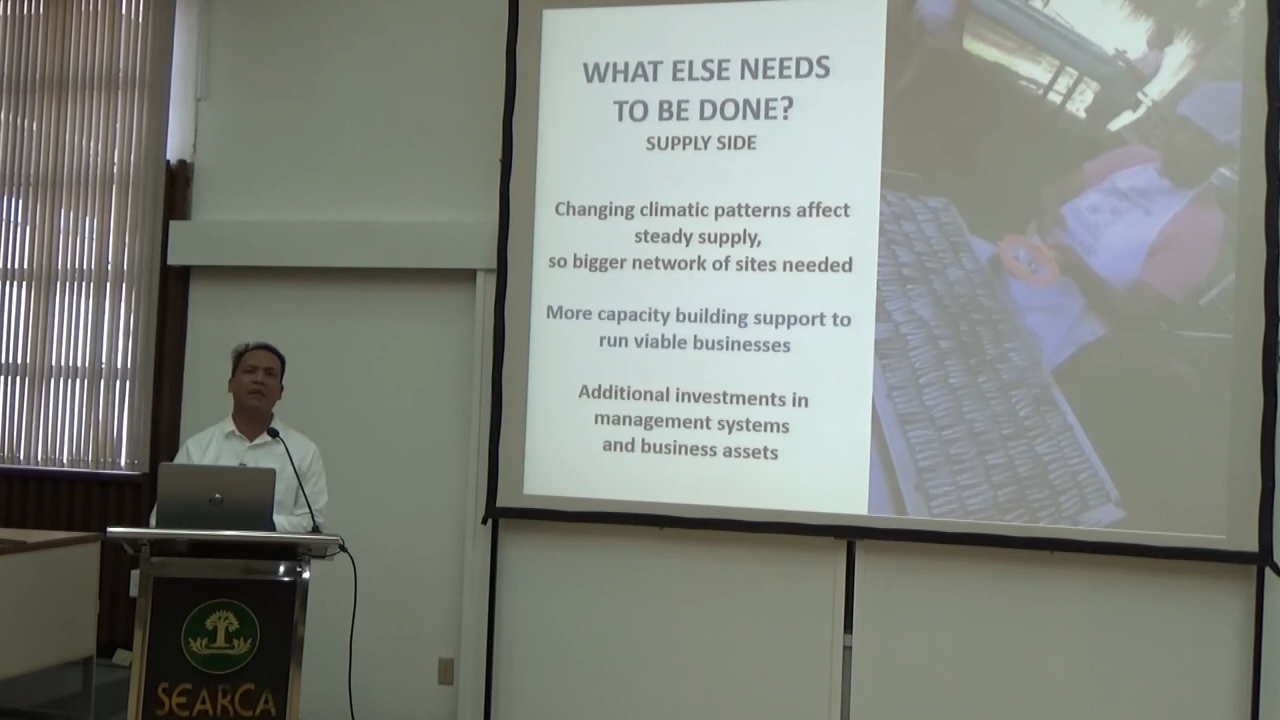 WHAT ELSE NEEDS
TO BE DONE?
SUPPLY SIDE
Changing climatic patterns affect
steady supply,
so bigger network of sites needed
More capacity building support to
run viable businesses
Additional investments in
management systems
and business assets
SEARCA